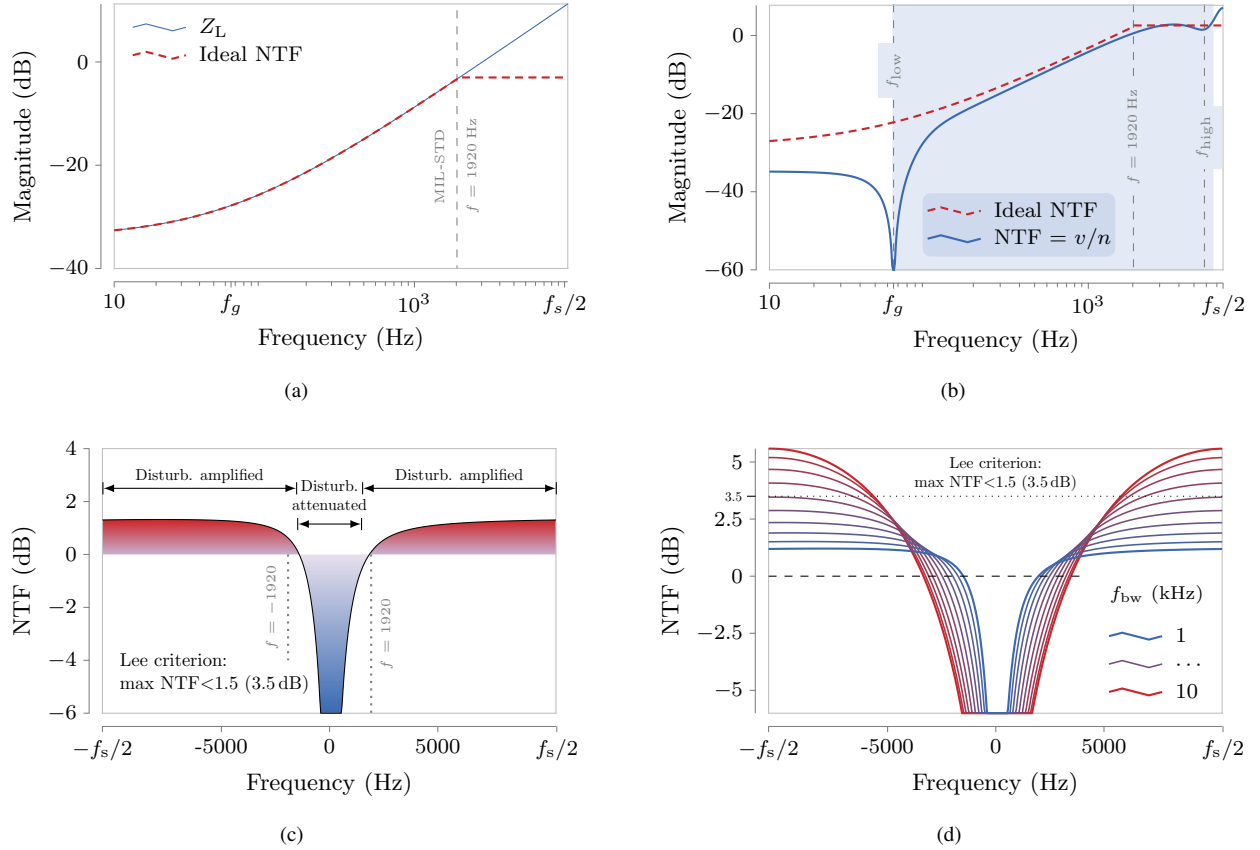 Z_L
Ideal NTF
0
−20
−40
Magnitude (dB)
MIL-STD
f = 1920 Hz
10
f_g
10^3
f_s/2
Frequency (Hz)
(a)
0
−20
−40
−60
Magnitude (dB)
f_low
f = 1920 Hz
f_high
Ideal NTF
NTF = v/n
10
f_g
10^3
f_s/2
Frequency (Hz)
(b)
4
2
0
−2
−4
−6
NTF (dB)
Disturb. amplified
Disturb.
attenuated
Disturb. amplified
f = −1920
f = 1920
Lee criterion:
max NTF<1.5 (3.5 dB)
−f_s/2
-5000
0
5000
f_s/2
Frequency (Hz)
(c)
5
3.5
2.5
0
−2.5
−5
NTF (dB)
Lee criterion:
max NTF<1.5 (3.5 dB)
f_bw (kHz)
1
...
10
−f_s/2
-5000
0
5000
f_s/2
Frequency (Hz)
(d)